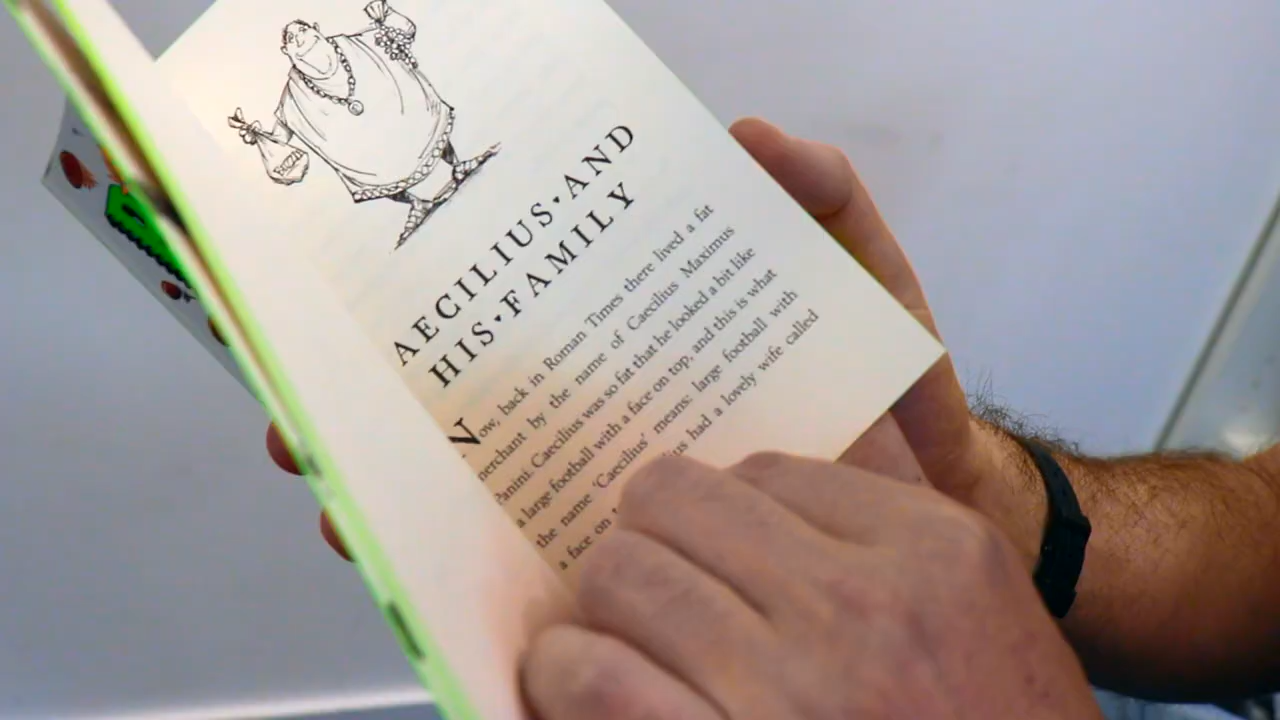 AECILIUS·AND
HIS·FAMILY
Now, back in Roman Times there lived a fat
merchant by the name of Caecilius Maximus
Panini. Caecilius was so fat that he looked a bit like
a large football with a face on top, and this is what
the name 'Caecilius' means: large football with
a face on
had a lovely wife called